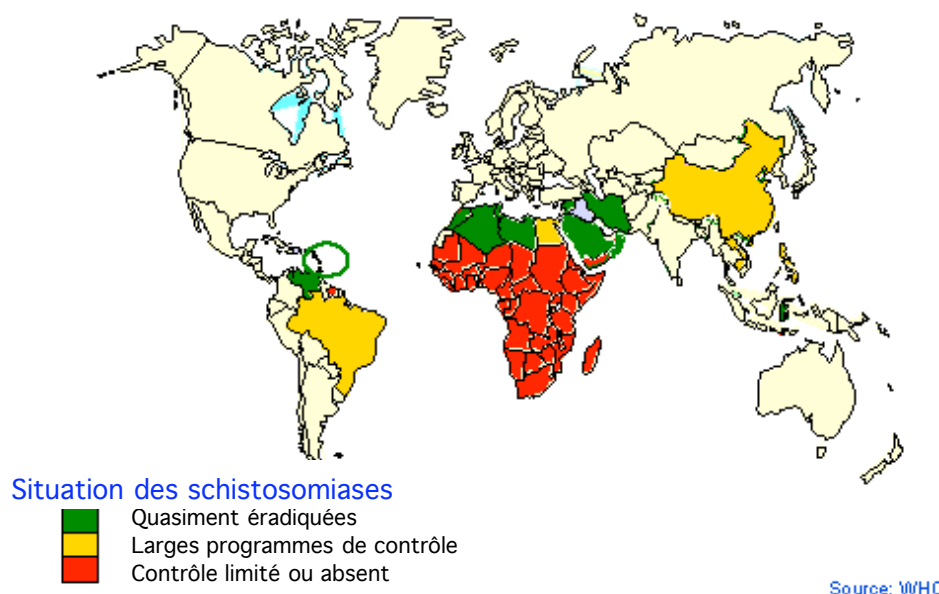 Situation des schistosomiases
Quasiment éradiquées
Larges programmes de contrôle
Contrôle limité ou absent
Source: WHO